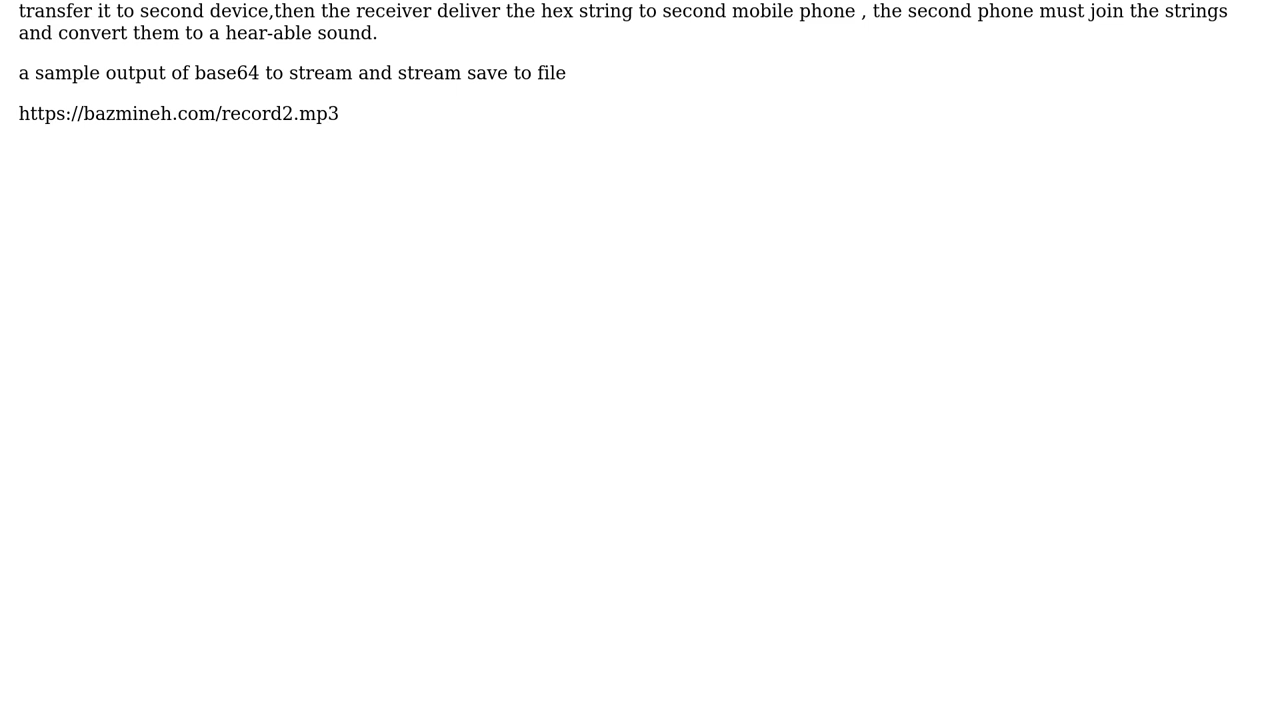 transfer it to second device,then the receiver deliver the hex string to second mobile phone , the second phone must join the strings
and convert them to a hear-able sound.
a sample output of base64 to stream and stream save to file
https://bazmineh.com/record2.mp3